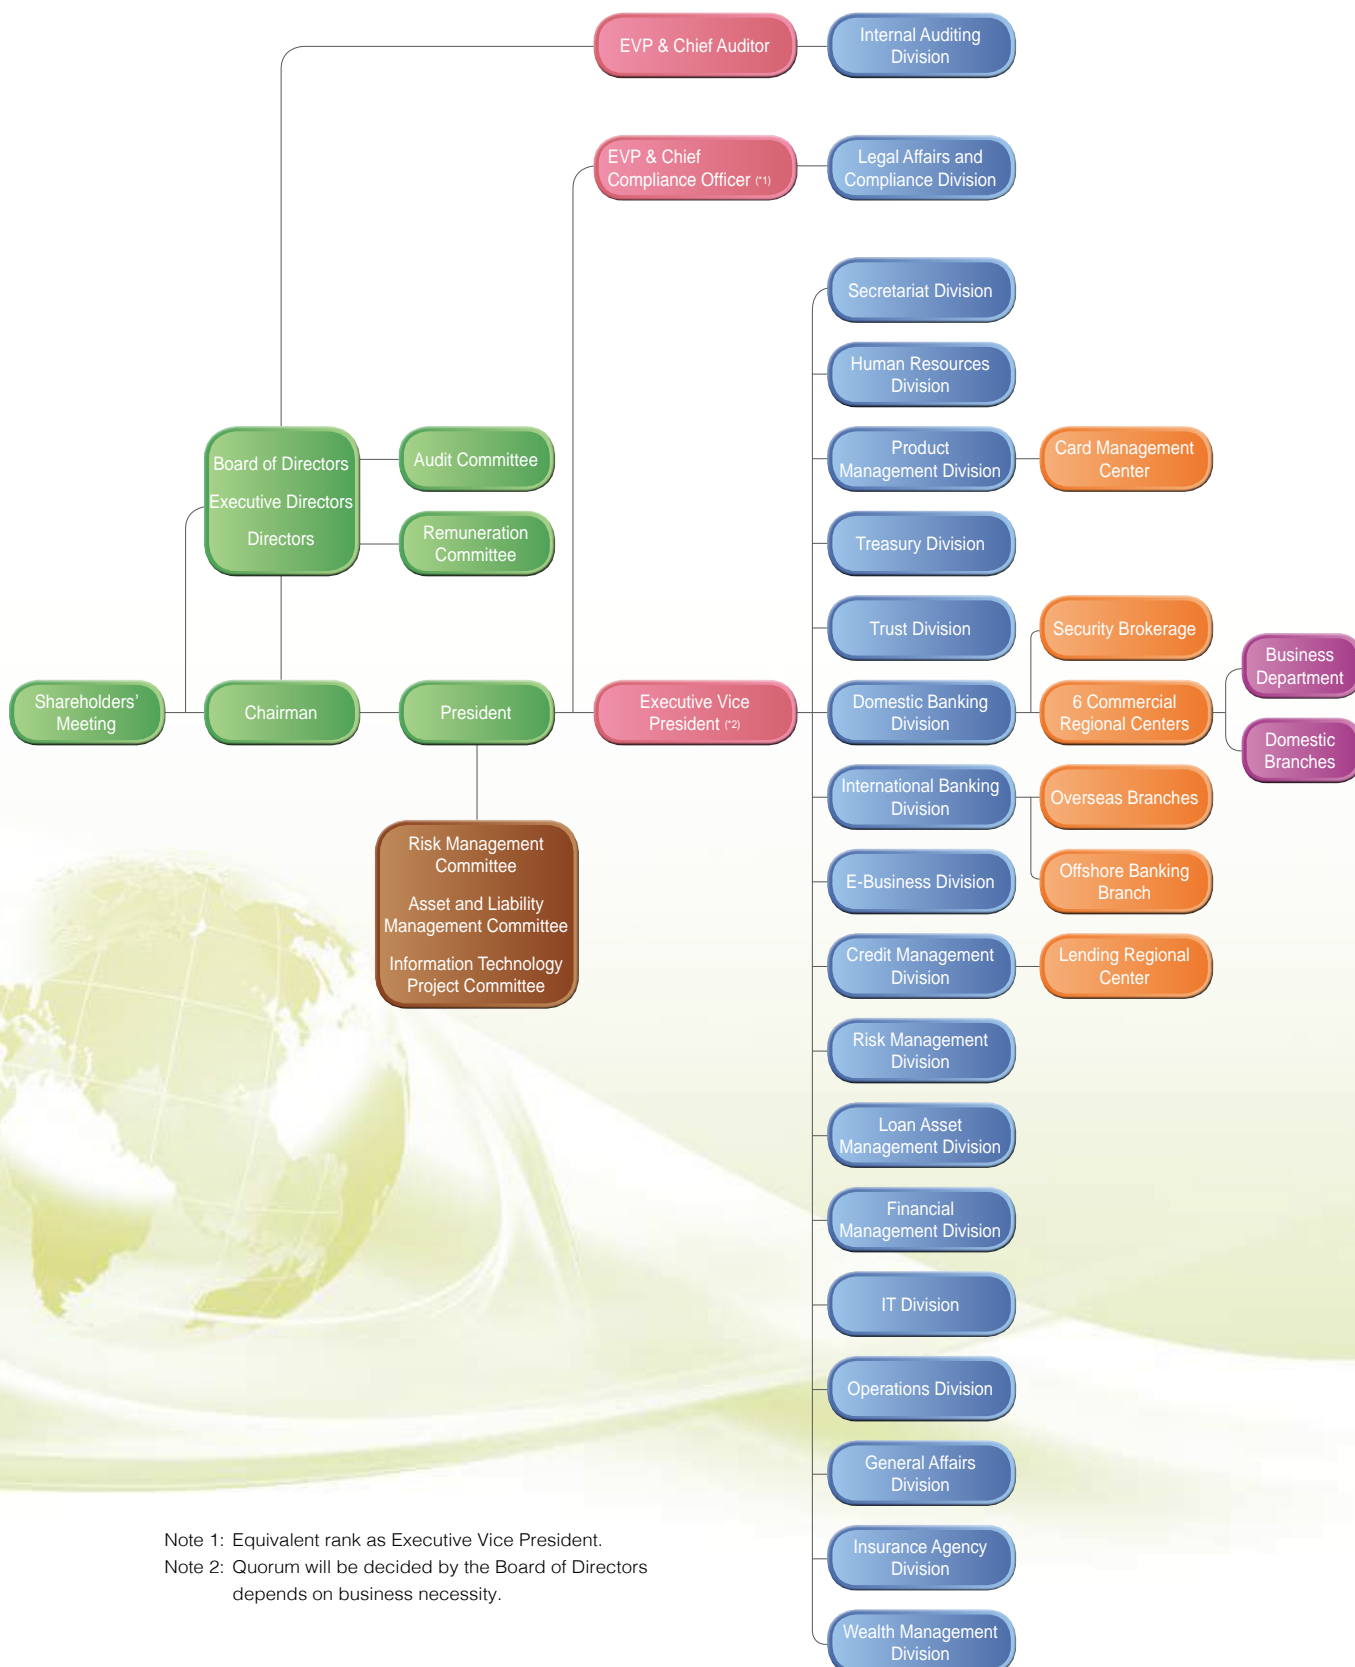 EVP & Chief Auditor
Internal Auditing
Division
EVP & Chief
Compliance Officer (*1)
Legal Affairs and
Compliance Division
Secretariat Division
Human Resources
Division
Product
Management Division
Card Management
Center
Board of Directors
Executive Directors
Directors
Audit Committee
Remuneration
Committee
Treasury Division
Trust Division
Security Brokerage
Business
Department
Shareholders'
Meeting
Chairman
President
Executive Vice
President (*2)
Domestic Banking
Division
6 Commercial
Regional Centers
Domestic
Branches
International Banking
Division
Overseas Branches
Risk Management
Committee
Asset and Liability
Management Committee
Information Technology
Project Committee
E-Business Division
Offshore Banking
Branch
Credit Management
Division
Lending Regional
Center
Risk Management
Division
Loan Asset
Management Division
Financial
Management Division
IT Division
Operations Division
General Affairs
Division
Insurance Agency
Division
Wealth Management
Division
Note 1: Equivalent rank as Executive Vice President.
Note 2: Quorum will be decided by the Board of Directors
depends on business necessity.